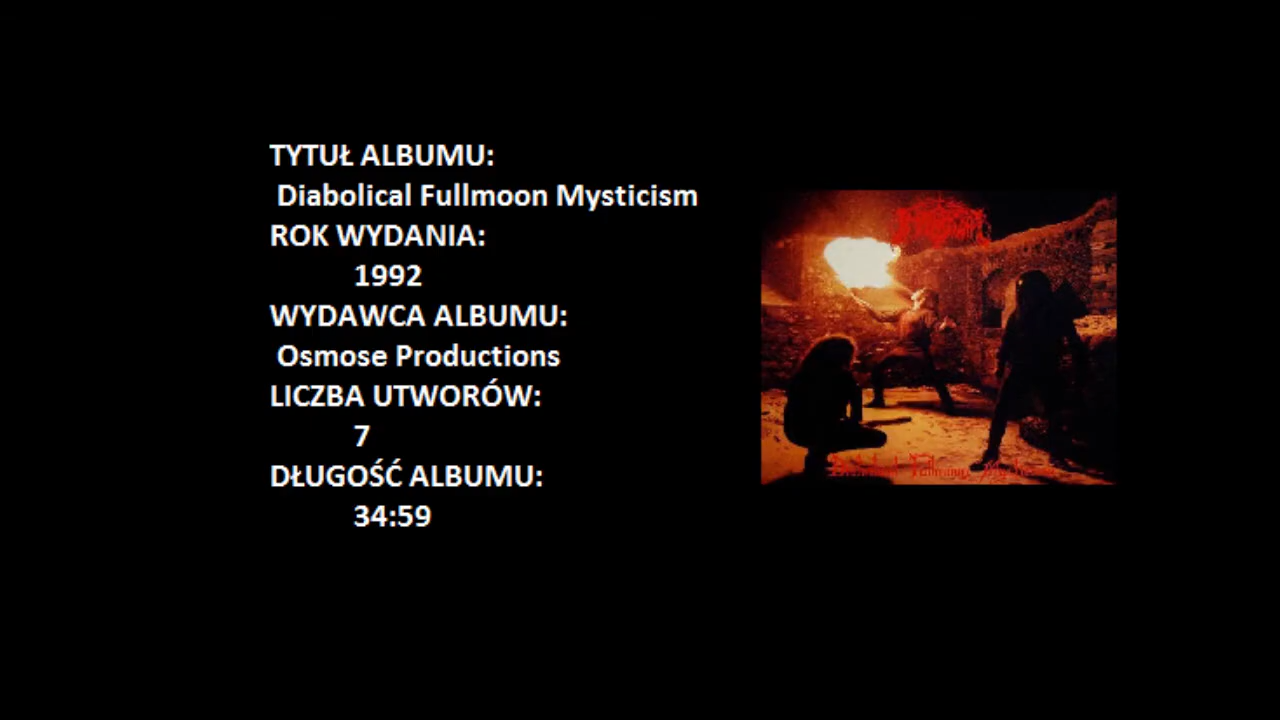 TYTUŁ ALBUMU:
Diabolical Fullmoon Mysticism
ROK WYDANIA:
1992
WYDAWCA ALBUMU:
Osmose Productions
LICZBA UTWORÓW:
7
DŁUGOŚĆ ALBUMU:
34:59